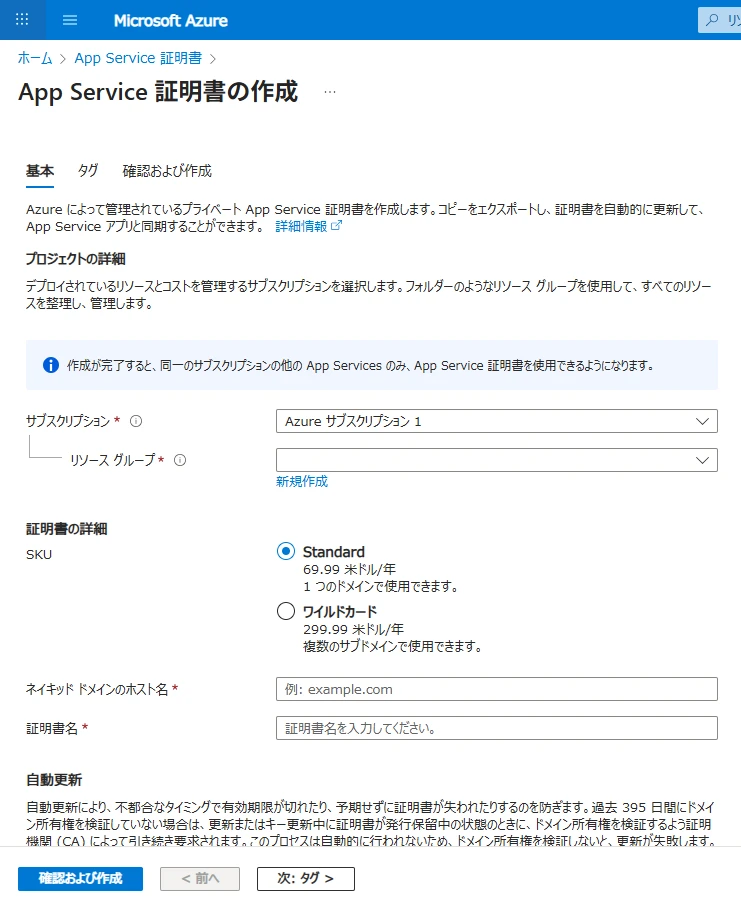 Microsoft Azure
ホーム > App Service 証明書 >
App Service 証明書の作成 …
基本 タグ 確認および作成
Azure によって管理されているプライベート App Service 証明書を作成します。コピーをエクスポートし、証明書を自動的に更新して、
App Service アプリと同期することができます。 詳細情報
プロジェクトの詳細
デプロイされているリソースとコストを管理するサブスクリプションを選択します。フォルダーのようなリソース グループを使用して、すべてのリソー
スを整理し、管理します。
作成が完了すると、同一のサブスクリプションの他の App Services のみ、App Service 証明書を使用できるようになります。
サブスクリプション *
Azure サブスクリプション 1
リソース グループ *
新規作成
証明書の詳細
SKU
Standard
69.99 米ドル/年
1 つのドメインで使用できます。
ワイルドカード
299.99 米ドル/年
複数のサブドメインで使用できます。
ネイキッド ドメインのホスト名 *
例: example.com
証明書名 *
証明書名を入力してください。
自動更新
自動更新により、不都合なタイミングで有効期限が切れたり、予期せずに証明書が失われたりするのを防ぎます。過去 395 日間にドメイ
ン所有権を検証していない場合は、更新またはキー更新中に証明書が発行保留中の状態のときに、ドメイン所有権を検証するよう証明
機関 (CA) によって引き続き要求されます。このプロセスは自動的に行われないため、ドメイン所有権を検証しないと、更新が失敗します。
確認および作成
< 前へ
次: タグ >